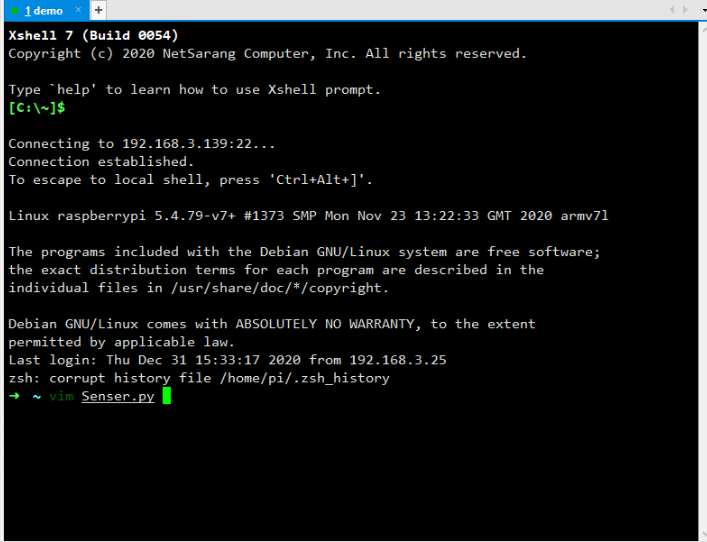 1 demo × +
Xshell 7 (Build 0054)
Copyright (c) 2020 NetSarang Computer, Inc. All rights reserved.
Type `help' to learn how to use Xshell prompt.
[C:\~]$
Connecting to 192.168.3.139:22...
Connection established.
To escape to local shell, press 'Ctrl+Alt+]'.
Linux raspberrypi 5.4.79-v7+ #1373 SMP Mon Nov 23 13:22:33 GMT 2020 armv7l
The programs included with the Debian GNU/Linux system are free software;
the exact distribution terms for each program are described in the
individual files in /usr/share/doc/*/copyright.
Debian GNU/Linux comes with ABSOLUTELY NO WARRANTY, to the extent
permitted by applicable law.
Last login: Thu Dec 31 15:33:17 2020 from 192.168.3.25
zsh: corrupt history file /home/pi/.zsh_history
➜ ~ vim Senser.py